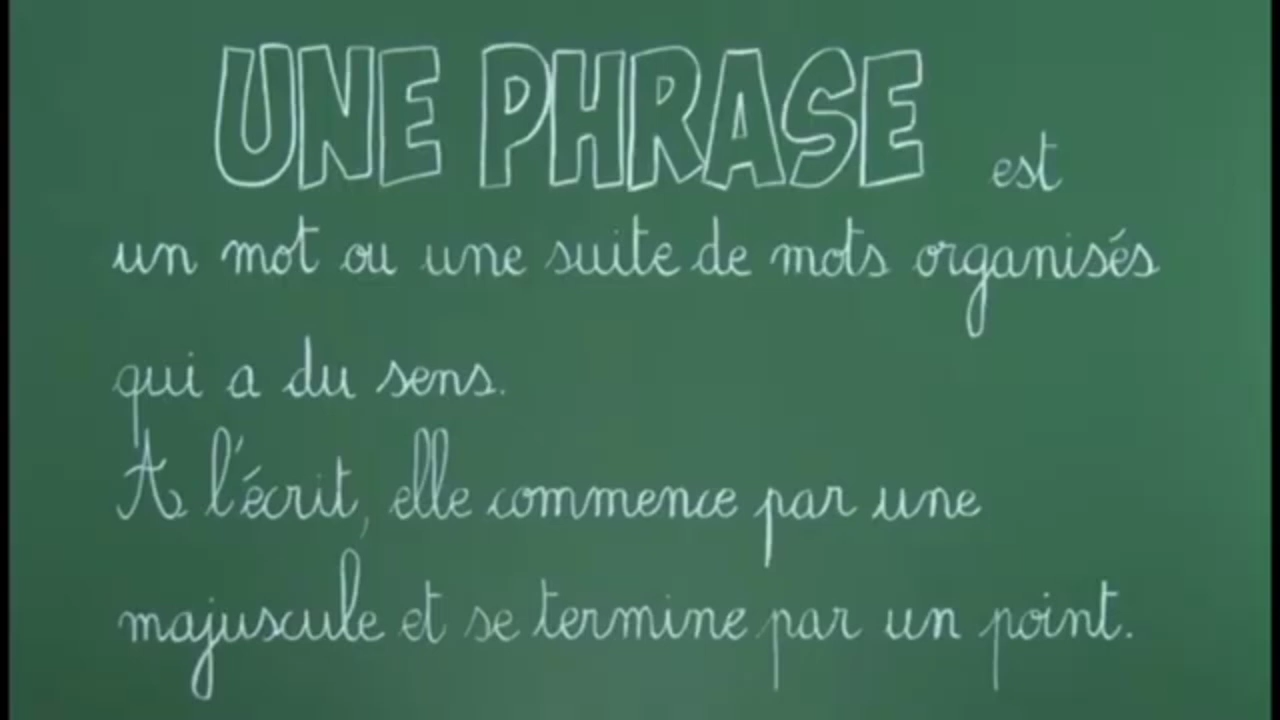 UNE PHRASE est
un mot ou une suite de mots organisés
qui a du sens.
A l'écrit, elle commence par une
majuscule et se termine par un point.